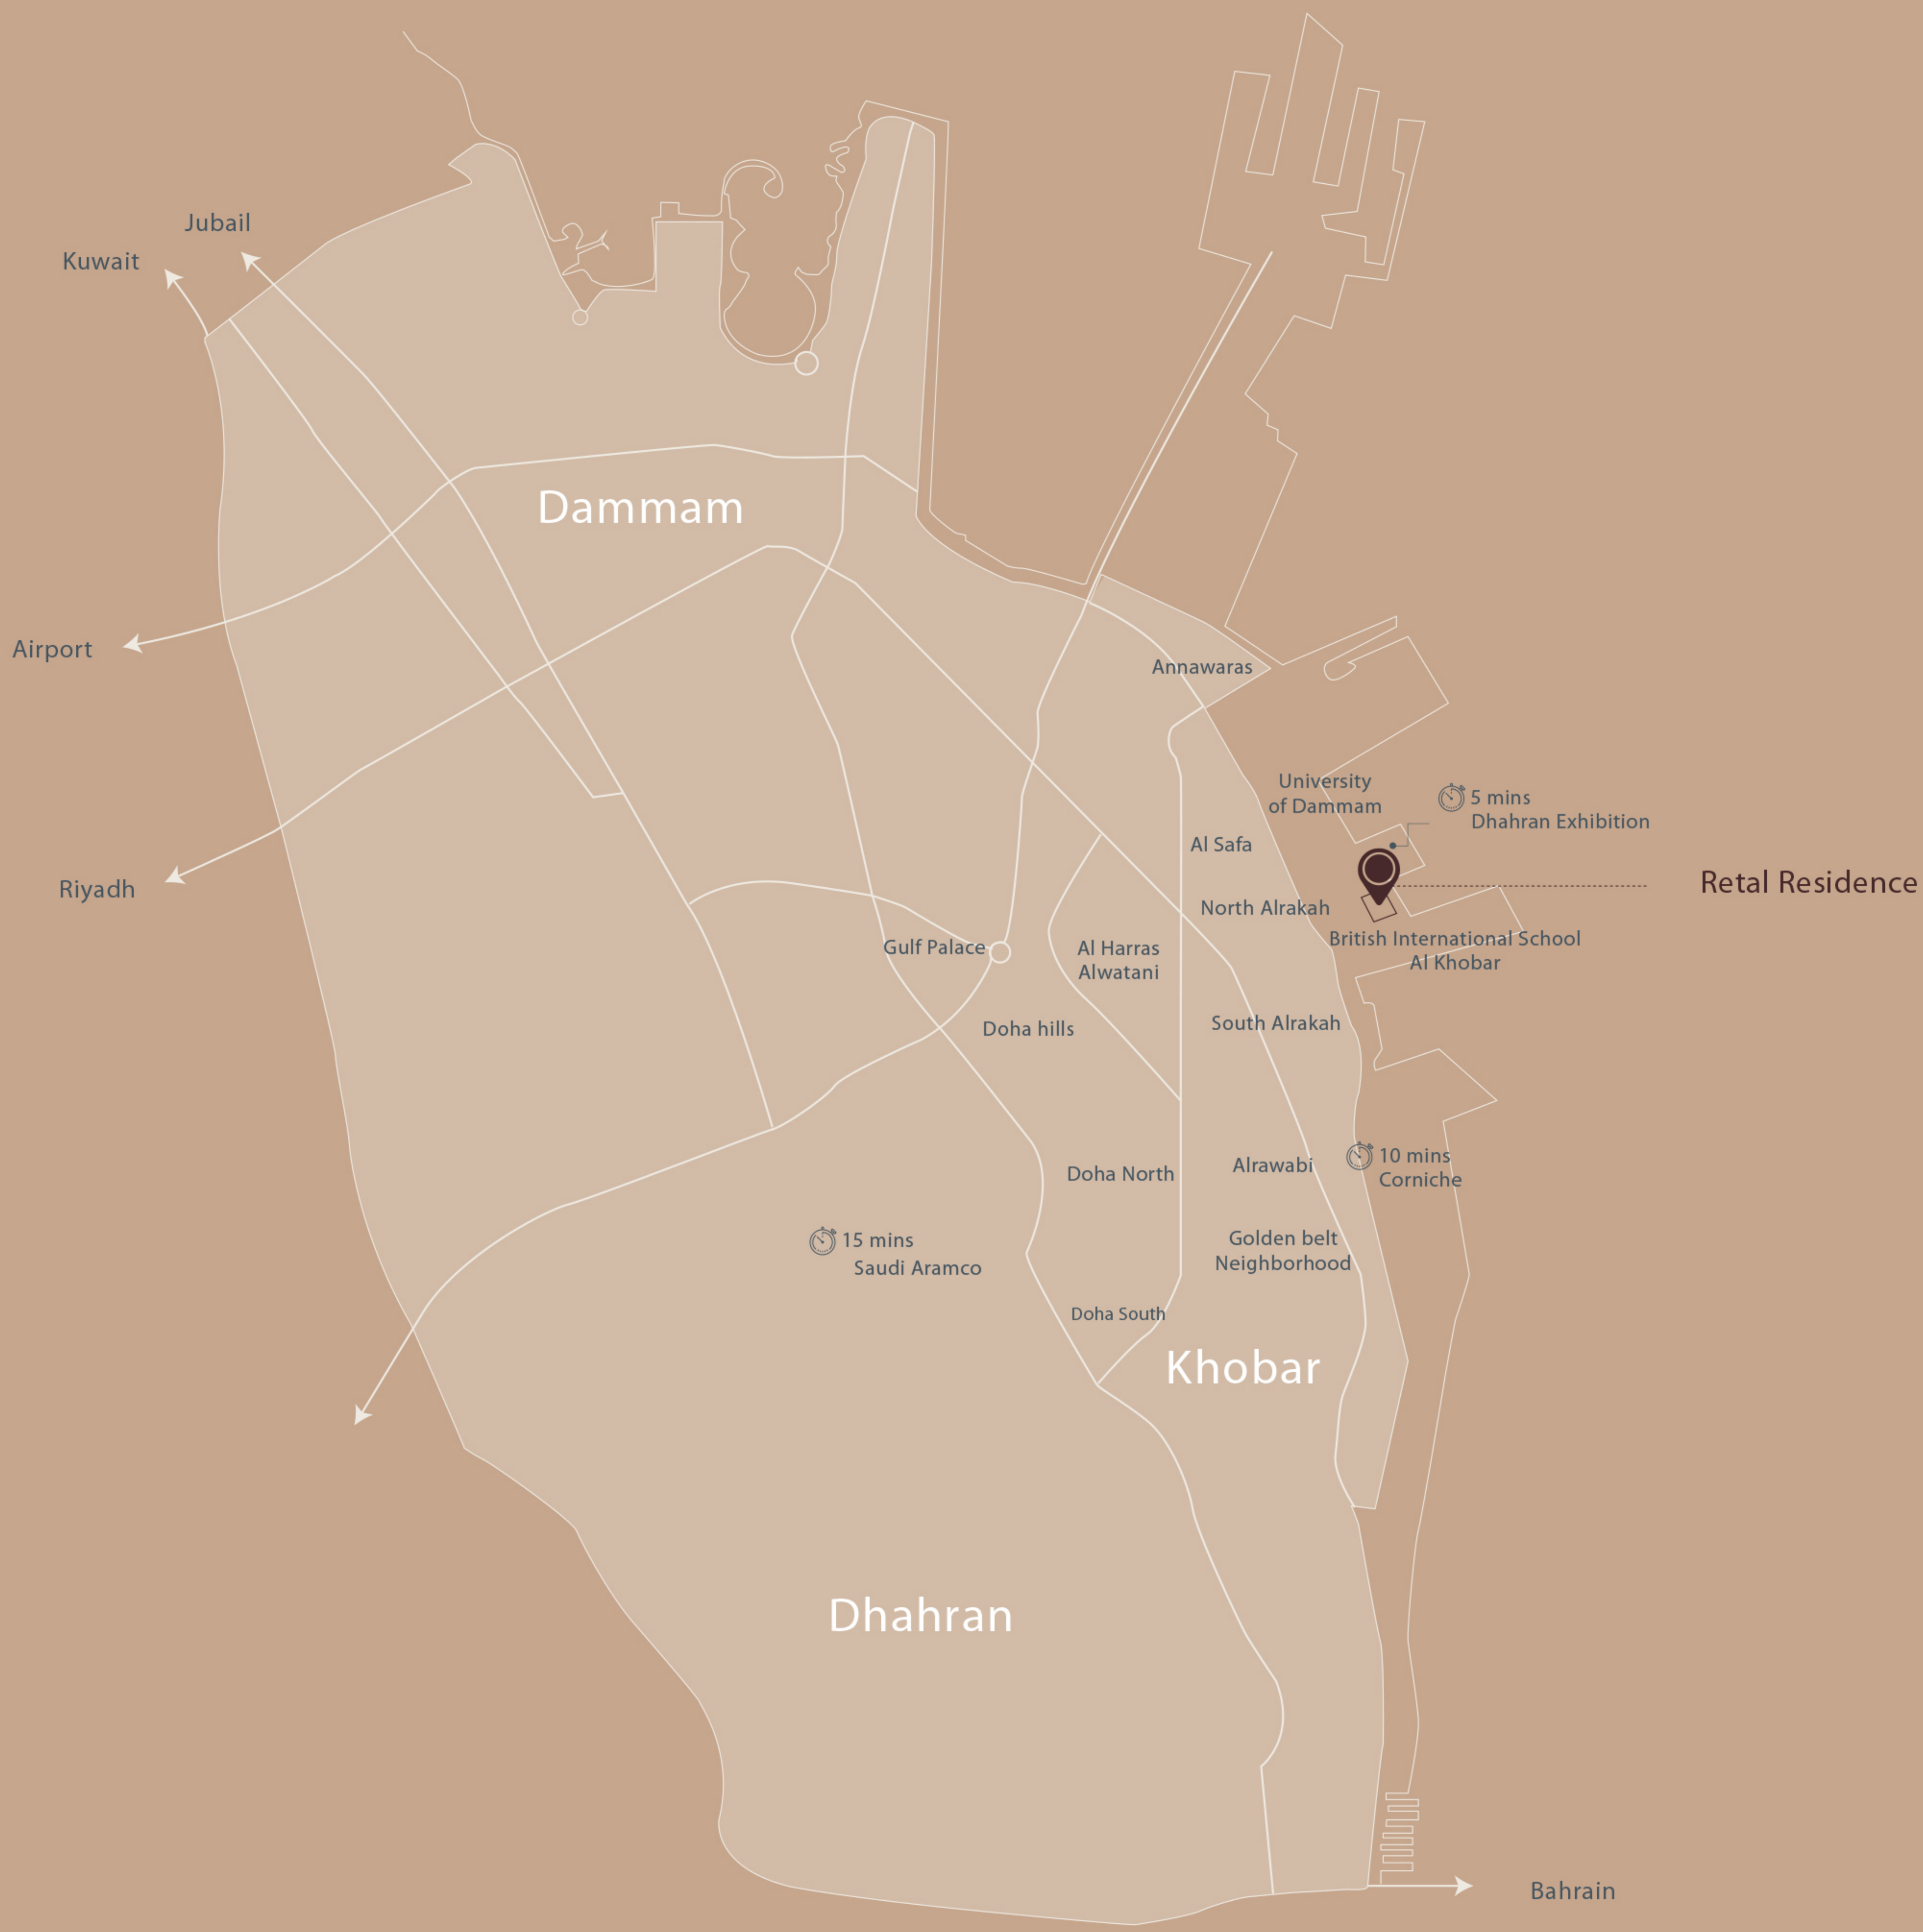 Jubail
Kuwait
Dammam
Airport
Annawaras
University
of Dammam
5 mins
Dhahran Exhibition
Al Safa
Riyadh
Retal Residence
North Alrakah
British International School
Al Khobar
Gulf Palace
Al Harras
Alwatani
Doha hills
South Alrakah
10 mins
Corniche
Doha North
Alrawabi
15 mins
Saudi Aramco
Golden belt
Neighborhood
Doha South
Khobar
Dhahran
Bahrain